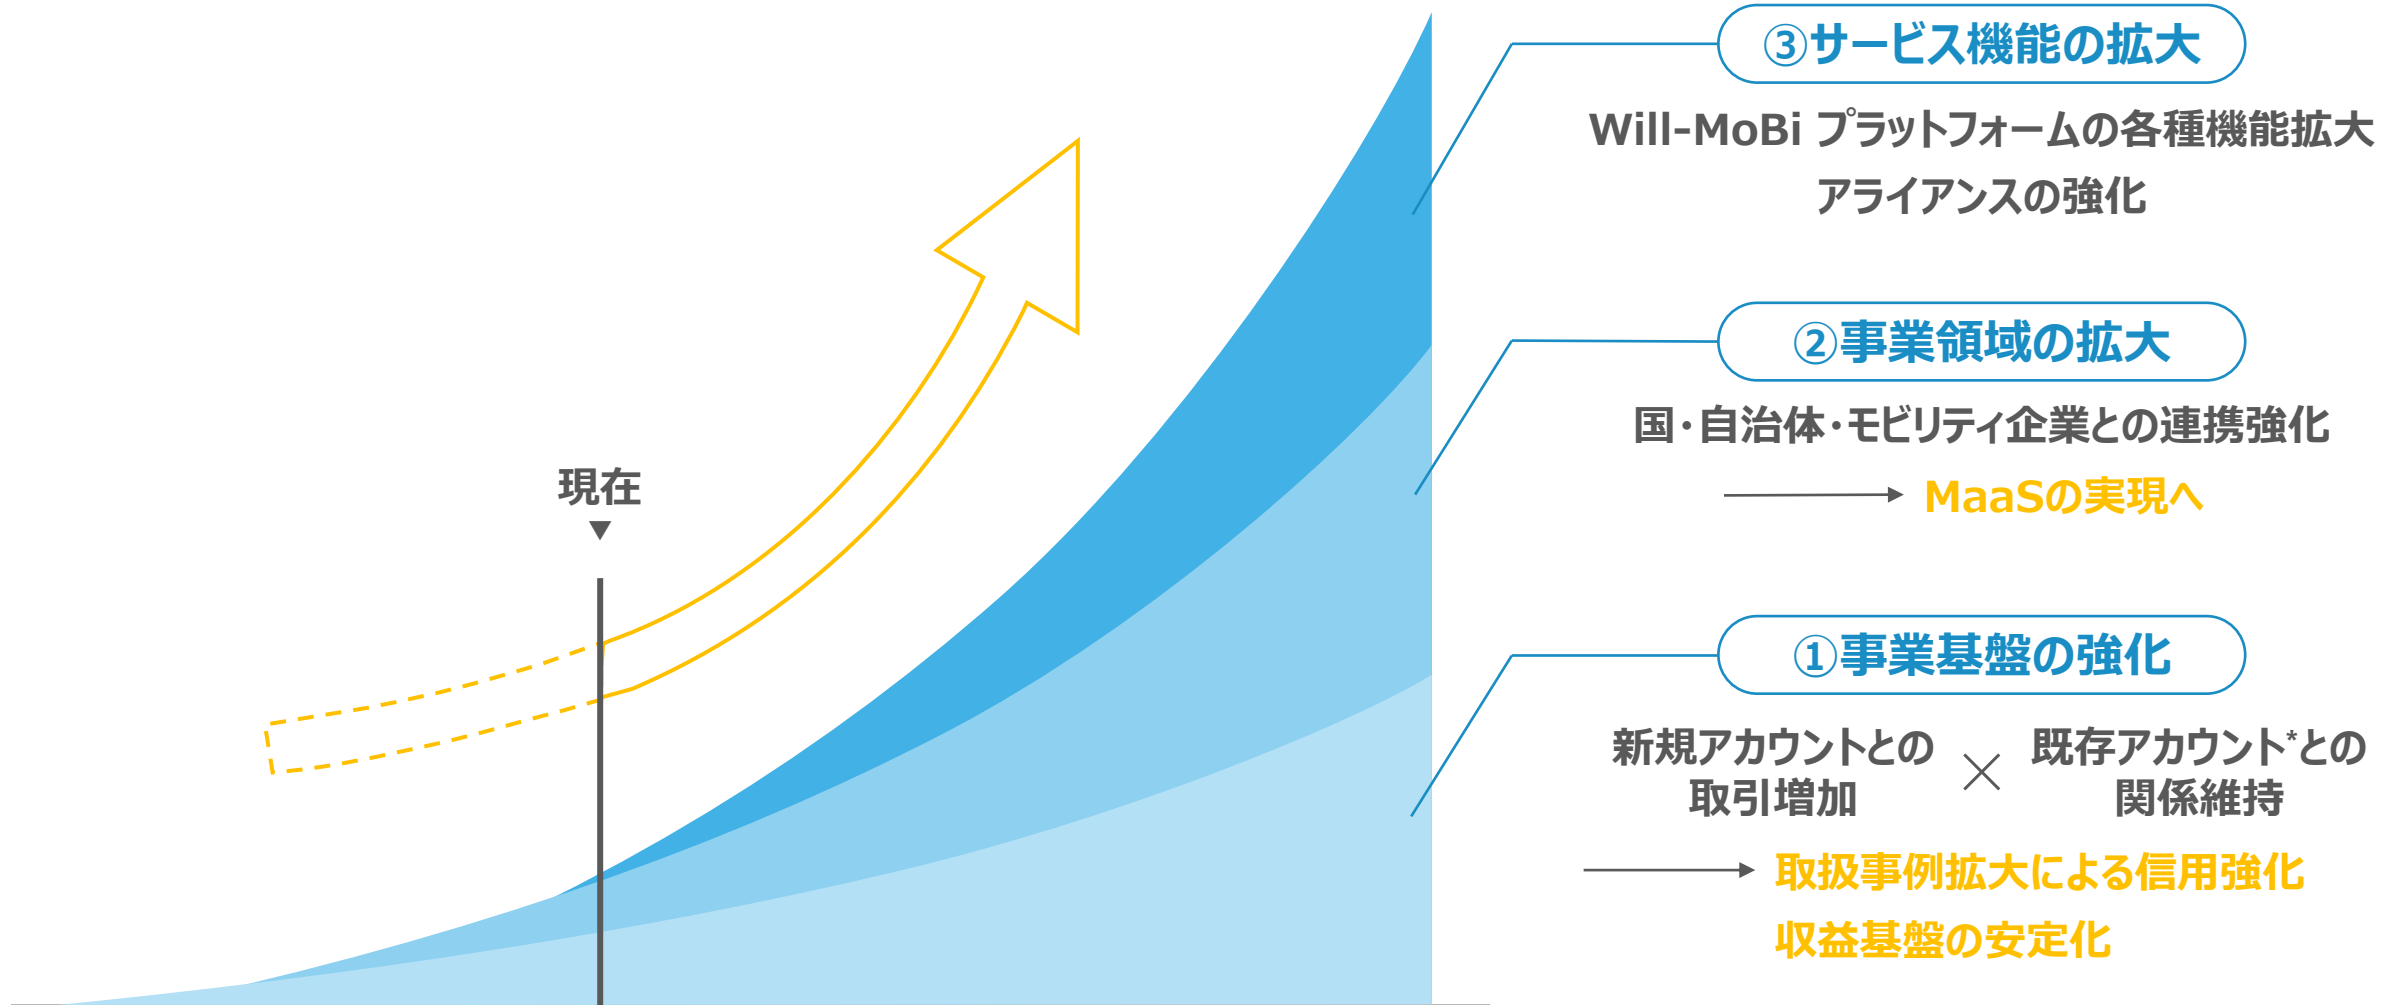 ③サービス機能の拡大
Will-MoBi プラットフォームの各種機能拡大
アライアンスの強化
②事業領域の拡大
国・自治体・モビリティ企業との連携強化
MaaSの実現へ
現在
①事業基盤の強化
新規アカウントとの
取引増加
×
既存アカウント*との
関係維持
取扱事例拡大による信用強化
収益基盤の安定化